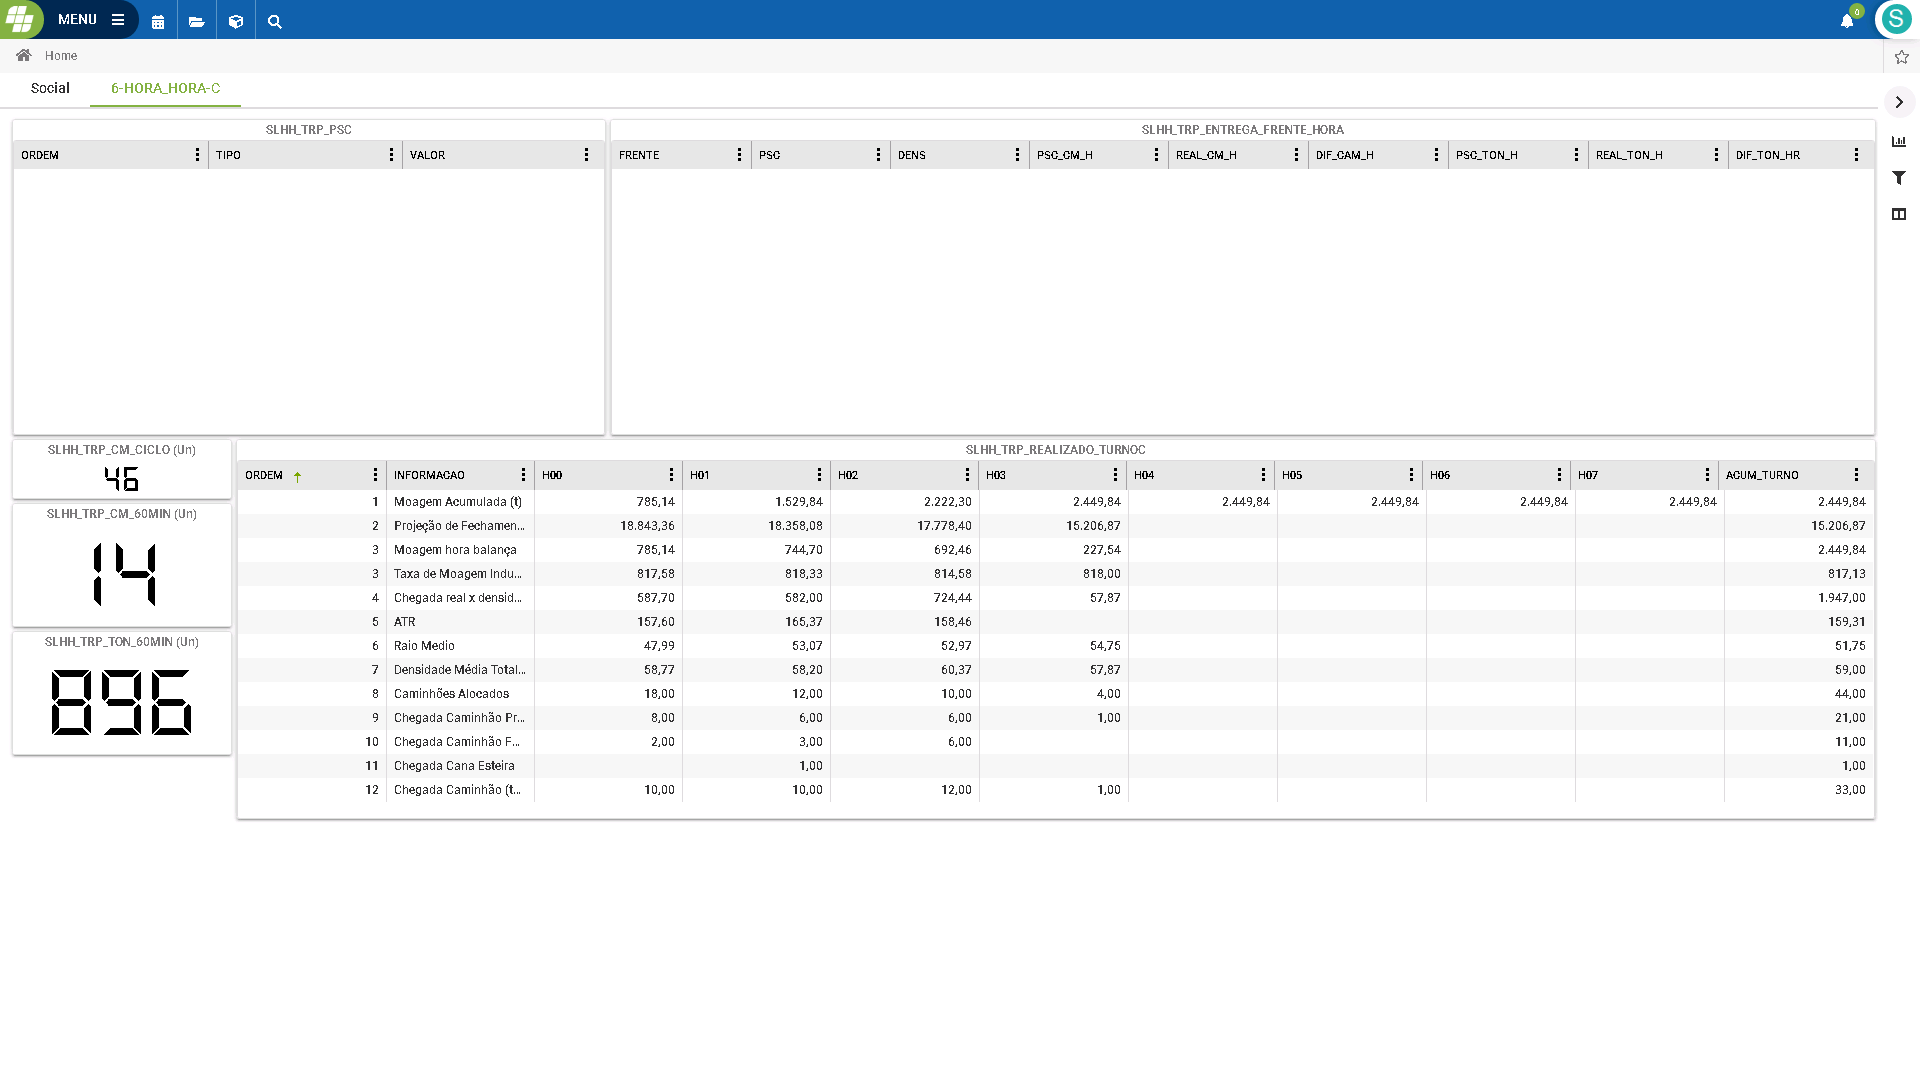 MENU
0
S
Home
Social
6-HORA_HORA-C
SLHH_TRP_PSC
ORDEM TIPO VALOR
SLHH_TRP_ENTREGA_FRENTE_HORA
FRENTE PSC DENS PSC_CM_H REAL_CM_H DIF_CAM_H PSC_TON_H REAL_TON_H DIF_TON_HR
SLHH_TRP_CM_CICLO (Un)
46
SLHH_TRP_CM_60MIN (Un)
14
SLHH_TRP_TON_60MIN (Un)
896
SLHH_TRP_REALIZADO_TURNOC
ORDEM INFORMACAO H00 H01 H02 H03 H04 H05 H06 H07 ACUM_TURNO
1 Moagem Acumulada (t) 785,14 1.529,84 2.222,30 2.449,84 2.449,84 2.449,84 2.449,84 2.449,84 2.449,84
2 Projeção de Fechamen... 18.843,36 18.358,08 17.778,40 15.206,87 15.206,87
3 Moagem hora balança 785,14 744,70 692,46 227,54 2.449,84
3 Taxa de Moagem Indu... 817,58 818,33 814,58 818,00 817,13
4 Chegada real x densid... 587,70 582,00 724,44 57,87 1.947,00
5 ATR 157,60 165,37 158,46 159,31
6 Raio Medio 47,99 53,07 52,97 54,75 51,75
7 Densidade Média Total... 58,77 58,20 60,37 57,87 59,00
8 Caminhões Alocados 18,00 12,00 10,00 4,00 44,00
9 Chegada Caminhão Pr... 8,00 6,00 6,00 1,00 21,00
10 Chegada Caminhão F... 2,00 3,00 6,00 11,00
11 Chegada Cana Esteira 1,00 1,00
12 Chegada Caminhão (t... 10,00 10,00 12,00 1,00 33,00